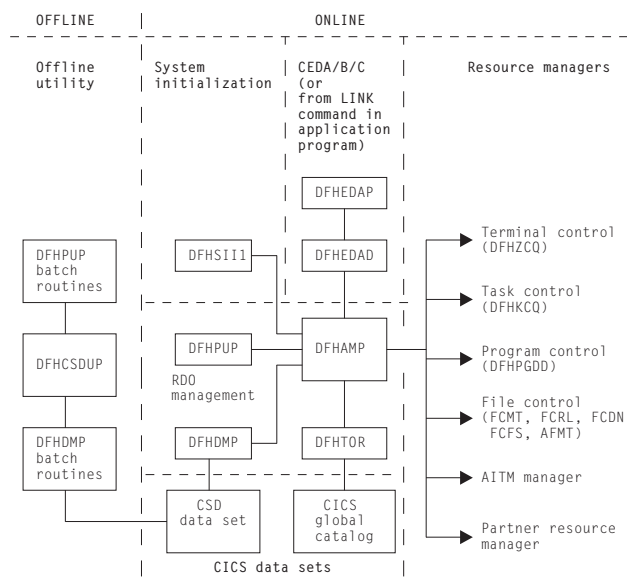 OFFLINE
ONLINE
Offline
utility
System
initialization
CEDA/B/C
(or
from LINK
command in
application
program)
Resource managers
DFHEDAP
DFHPUP
batch
routines
DFHSII1
DFHEDAD
Terminal control
(DFHZCQ)
Task control
(DFHKCQ)
DFHCSDUP
DFHPUP
DFHAMP
Program control
(DFHPGDD)
RDO
management
File control
(FCMT, FCRL, FCDN
FCFS, AFMT)
DFHDMP
batch
routines
DFHDMP
DFHTOR
AITM manager
CSD
data set
CICS
global
catalog
Partner resource
manager
CICS data sets